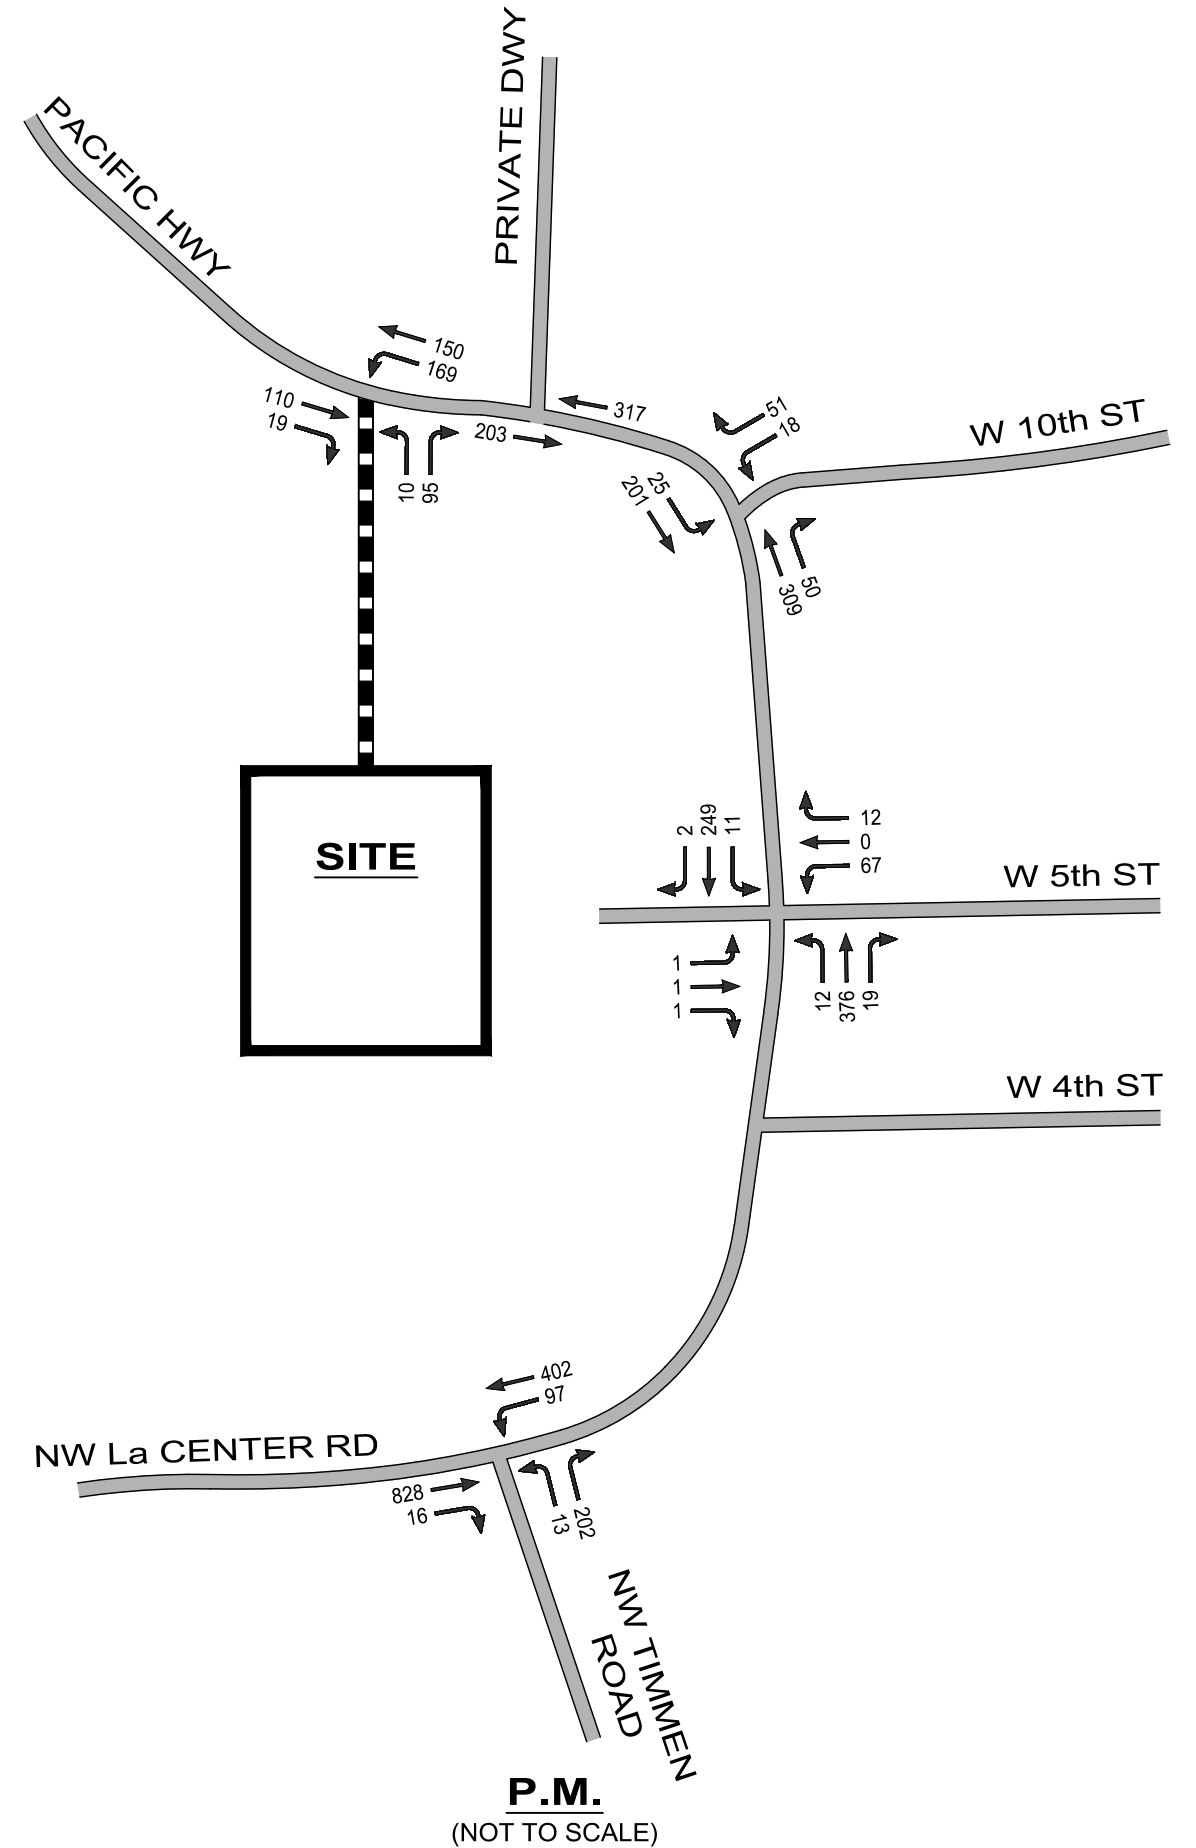 PRIVATE DWY
PACIFIC HWY
150
169
110
19
10
95
203
317
51
18
W 10th ST
25
201
50
309
SITE
2
249
11
12
0
67
W 5th ST
1
1
1
12
376
19
W 4th ST
402
97
NW La CENTER RD
828
16
13
202
NW TIMMEN
ROAD
P.M.
(NOT TO SCALE)